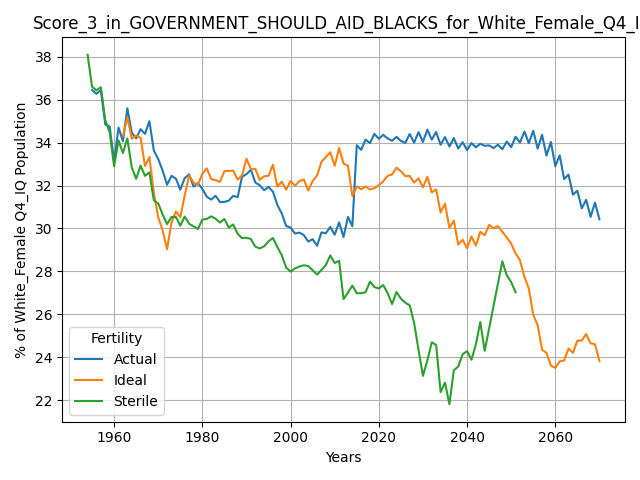 Score_3_in_GOVERNMENT_SHOULD_AID_BLACKS_for_White_Female_Q4_I
% of White_Female Q4_IQ Population
38
36
34
32
30
28
26
24
22
Fertility
Actual
Ideal
Sterile
1960
1980
2000
2020
2040
2060
Years